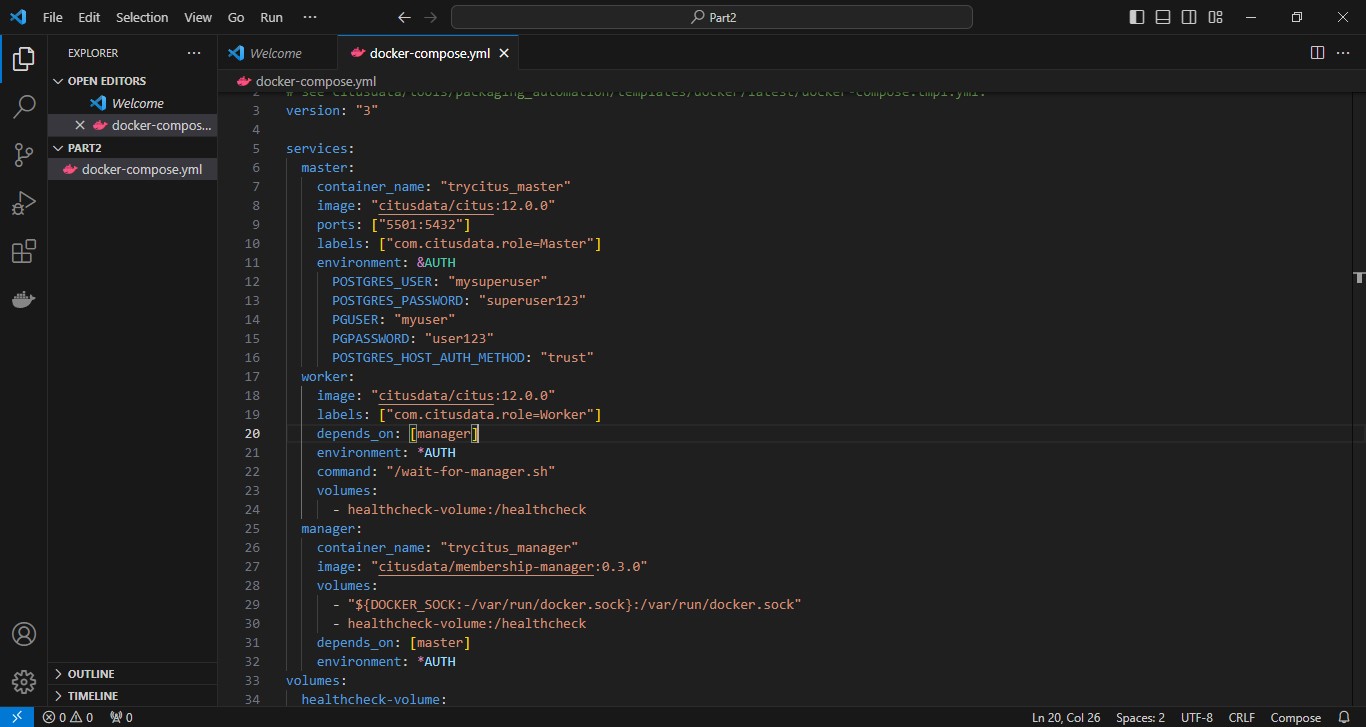 File Edit Selection View Go Run ··· Part2
EXPLORER ···
OPEN EDITORS
Welcome
docker-compos...
PART2
docker-compose.yml
OUTLINE
TIMELINE
Welcome docker-compose.yml
docker-compose.yml
2 # see citusdata/tools/packaging_automation/templates/docker/latest/docker-compose.tmpl.yml.
3 version: "3"
4
5 services:
6 master:
7 container_name: "trycitus_master"
8 image: "citusdata/citus:12.0.0"
9 ports: ["5501:5432"]
10 labels: ["com.citusdata.role=Master"]
11 environment: &AUTH
12 POSTGRES_USER: "mysuperuser"
13 POSTGRES_PASSWORD: "superuser123"
14 PGUSER: "myuser"
15 PGPASSWORD: "user123"
16 POSTGRES_HOST_AUTH_METHOD: "trust"
17 worker:
18 image: "citusdata/citus:12.0.0"
19 labels: ["com.citusdata.role=Worker"]
20 depends_on: [manager]
21 environment: *AUTH
22 command: "/wait-for-manager.sh"
23 volumes:
24 - healthcheck-volume:/healthcheck
25 manager:
26 container_name: "trycitus_manager"
27 image: "citusdata/membership-manager:0.3.0"
28 volumes:
29 - "${DOCKER_SOCK:-/var/run/docker.sock}:/var/run/docker.sock"
30 - healthcheck-volume:/healthcheck
31 depends_on: [master]
32 environment: *AUTH
33 volumes:
34 healthcheck-volume:
0 0 0 Ln 20, Col 26 Spaces: 2 UTF-8 CRLF Compose